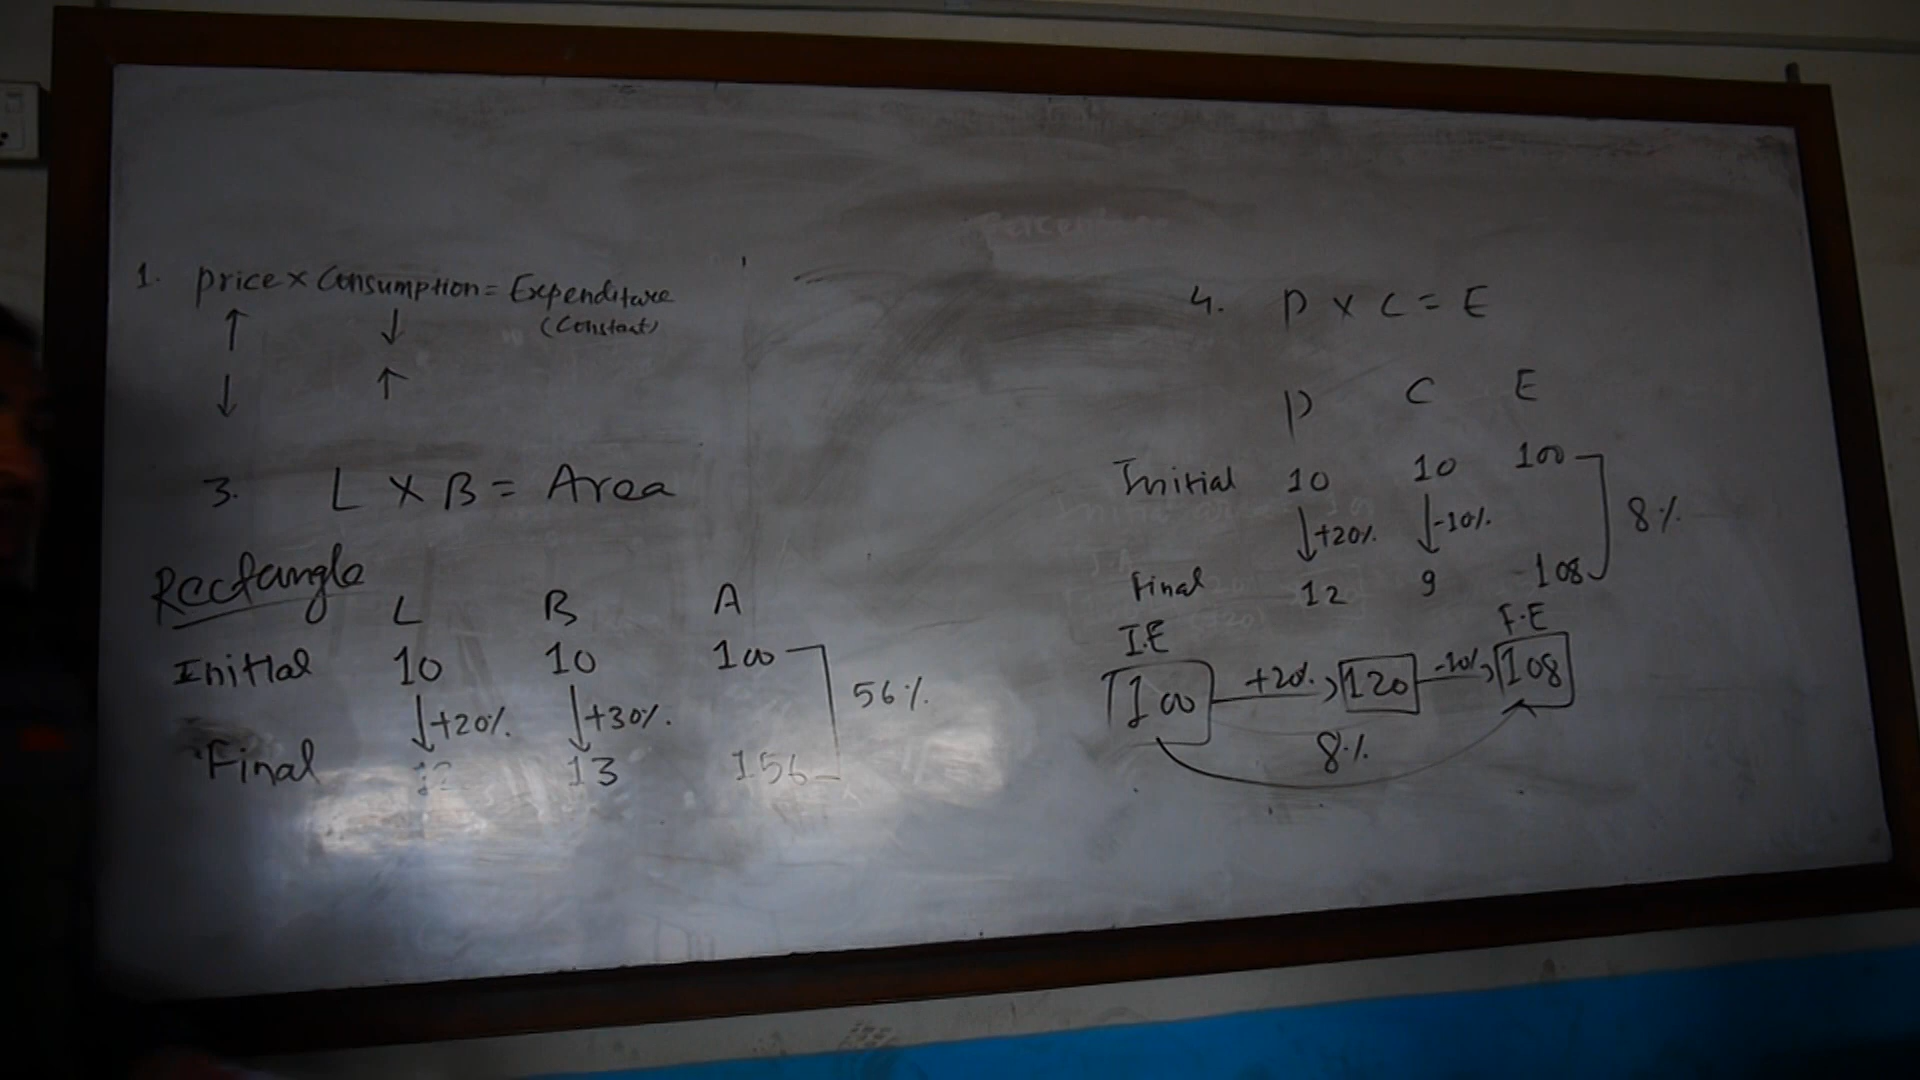 1. price × Consumption = Expenditure
(Constant)
↑ ↓
↓ ↑
3. L × B = Area
Rectangle
L B A
Initial 10 10 100
↓+20% ↓+30% 56%
Final 12 13 156
4. P × C = E
P C E
Initial 10 10 100
↓+20% ↓-10% 8%
Final 12 9 108
I.E F.E
100 +20% 120 -10% 108
8%